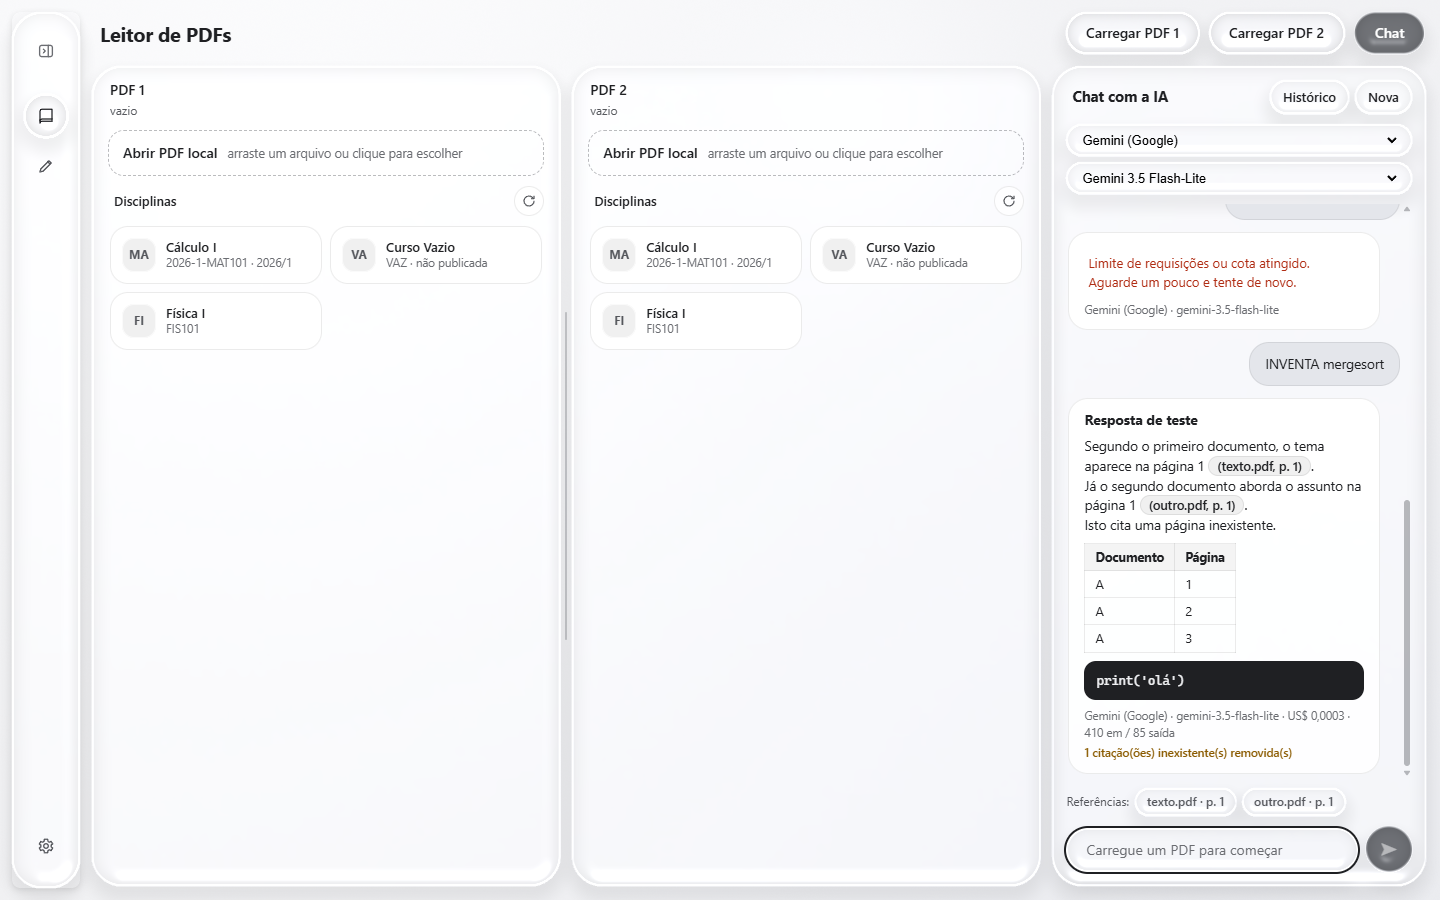 Leitor de PDFs
Carregar PDF 1
Carregar PDF 2
Chat
PDF 1
vazio
Abrir PDF local arraste um arquivo ou clique para escolher
Disciplinas
MA
Cálculo I
2026-1-MAT101 · 2026/1
VA
Curso Vazio
VAZ · não publicada
FI
Física I
FIS101
PDF 2
vazio
Abrir PDF local arraste um arquivo ou clique para escolher
Disciplinas
MA
Cálculo I
2026-1-MAT101 · 2026/1
VA
Curso Vazio
VAZ · não publicada
FI
Física I
FIS101
Chat com a IA
Histórico
Nova
Gemini (Google)
Gemini 3.5 Flash-Lite
Limite de requisições ou cota atingido.
Aguarde um pouco e tente de novo.
Gemini (Google) · gemini-3.5-flash-lite
INVENTA mergesort
Resposta de teste
Segundo o primeiro documento, o tema
aparece na página 1 (texto.pdf, p. 1).
Já o segundo documento aborda o assunto na
página 1 (outro.pdf, p. 1).
Isto cita uma página inexistente.
Documento Página
A 1
A 2
A 3
print('olá')
Gemini (Google) · gemini-3.5-flash-lite · US$ 0,0003 ·
410 em / 85 saída
1 citação(ões) inexistente(s) removida(s)
Referências: texto.pdf · p. 1 outro.pdf · p. 1
Carregue um PDF para começar